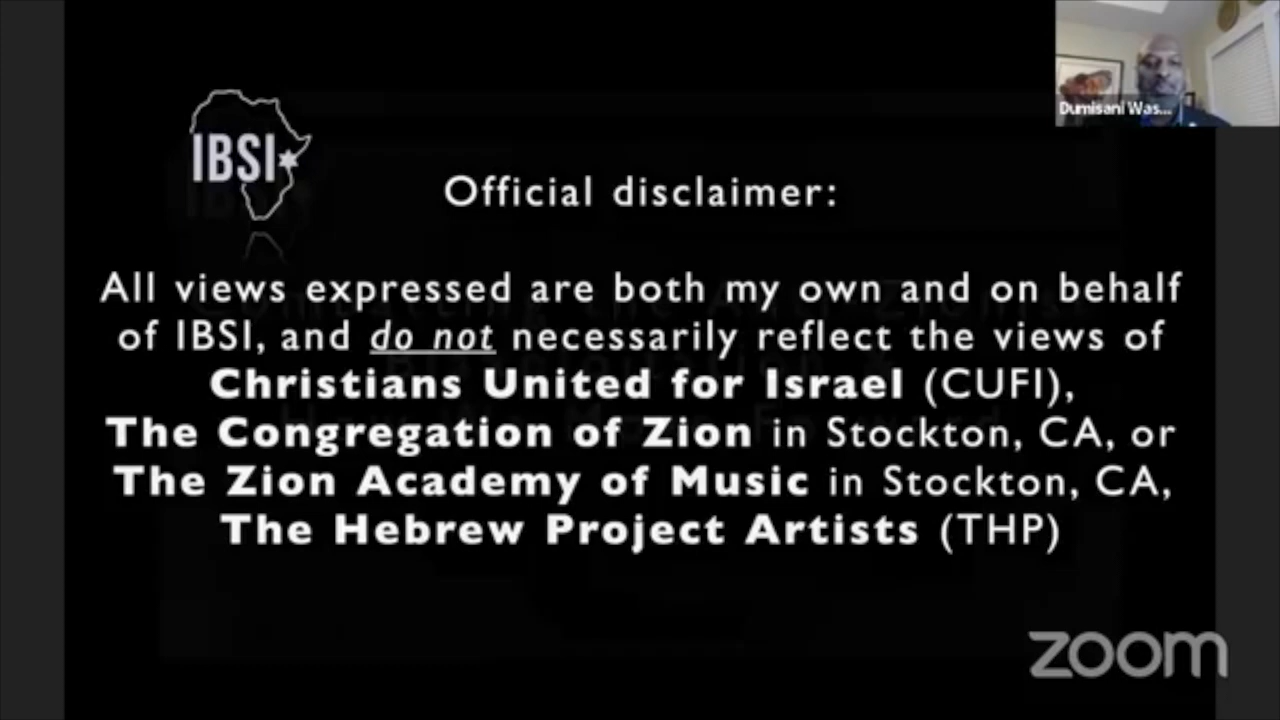 Dumisani Was...
IBSI
Official disclaimer:
All views expressed are both my own and on behalf
of IBSI, and do not necessarily reflect the views of
Christians United for Israel (CUFI),
The Congregation of Zion in Stockton, CA, or
The Zion Academy of Music in Stockton, CA,
The Hebrew Project Artists (THP)
zoom